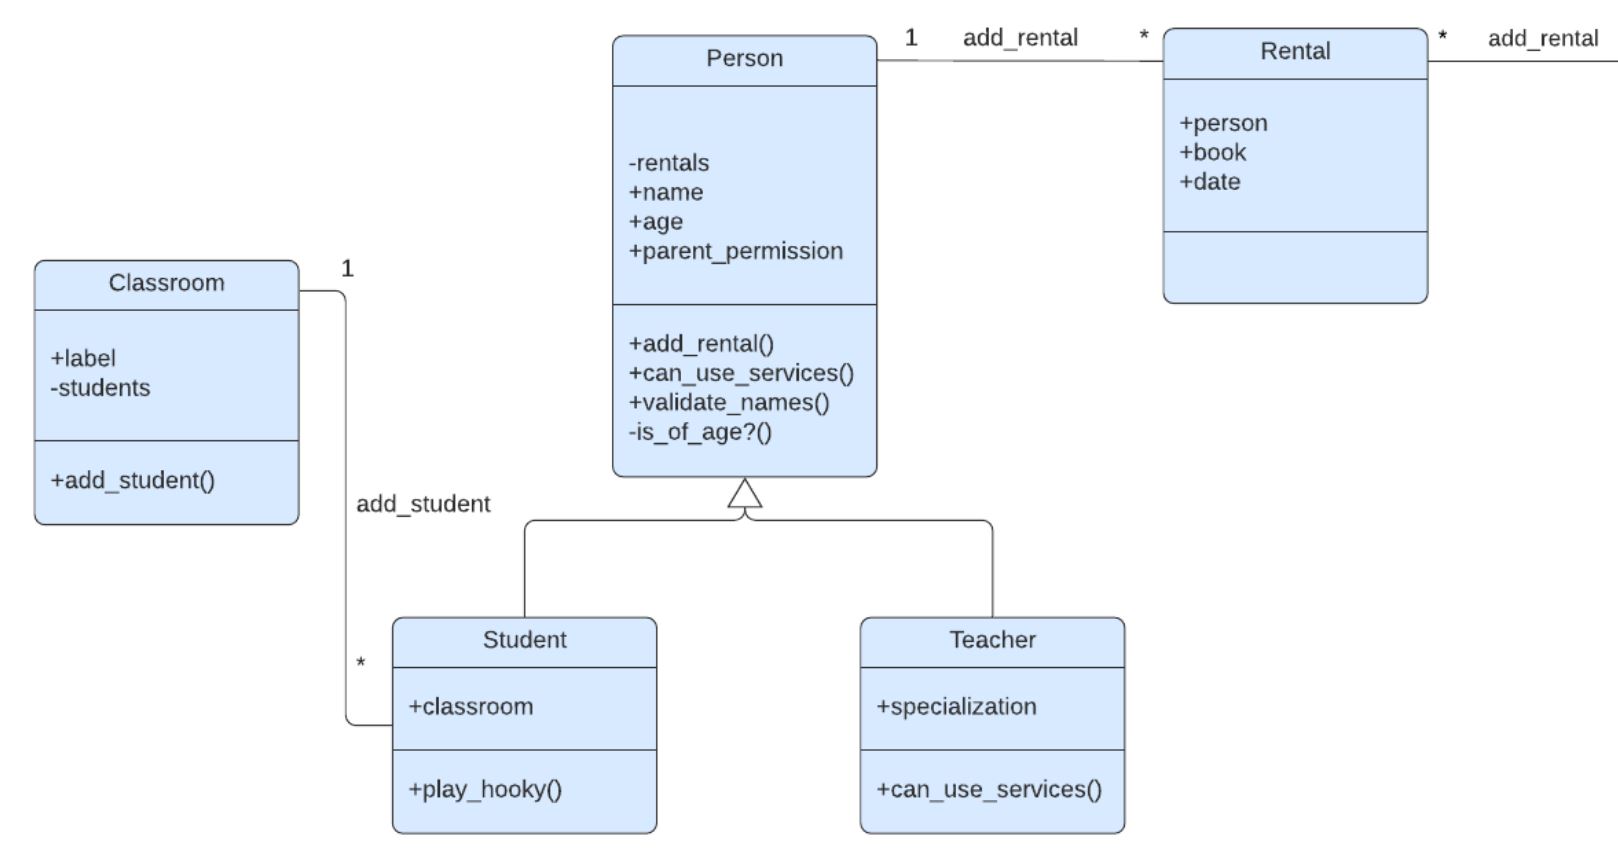 Person
-rentals
+name
+age
+parent_permission
+add_rental()
+can_use_services()
+validate_names()
-is_of_age?()
1
add_rental
*
Rental
+person
+book
+date
*
add_rental
Classroom
+label
-students
+add_student()
1
add_student
*
Student
+classroom
+play_hooky()
Teacher
+specialization
+can_use_services()